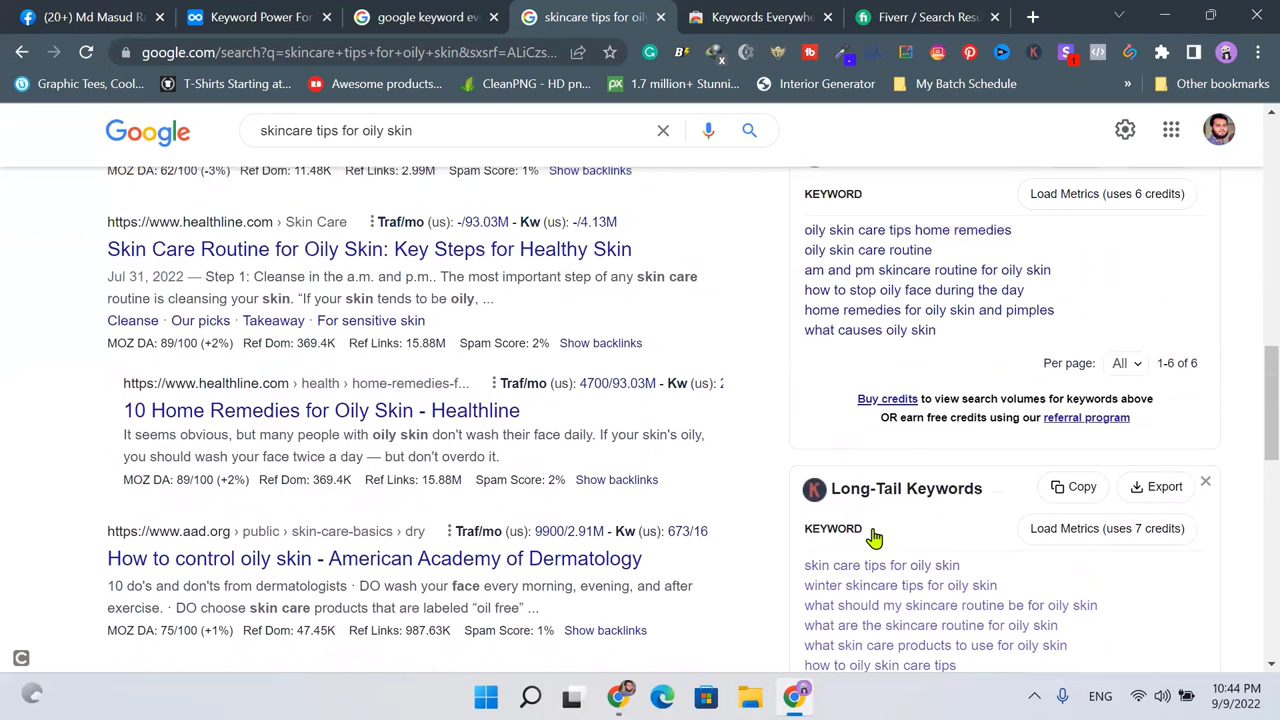 (20+) Md Masud Ra
Keyword Power For
google keyword ev
skincare tips for oily
Keywords Everywhe
Fiverr / Search Resu
google.com/search?q=skincare+tips+for+oily+skin&sxsrf=ALiCzs...
Graphic Tees, Cool...
T-Shirts Starting at...
Awesome products...
CleanPNG - HD pn...
1.7 million+ Stunni...
Interior Generator
My Batch Schedule
»
Other bookmarks
Google
skincare tips for oily skin
MOZ DA: 62/100 (-3%) Ref Dom: 11.48K Ref Links: 2.99M Spam Score: 1% Show backlinks
https://www.healthline.com › Skin Care Traf/mo (us): -/93.03M - Kw (us): -/4.13M
Skin Care Routine for Oily Skin: Key Steps for Healthy Skin
Jul 31, 2022 — Step 1: Cleanse in the a.m. and p.m.. The most important step of any skin care
routine is cleansing your skin. “If your skin tends to be oily, ...
Cleanse · Our picks · Takeaway · For sensitive skin
MOZ DA: 89/100 (+2%) Ref Dom: 369.4K Ref Links: 15.88M Spam Score: 2% Show backlinks
https://www.healthline.com › health › home-remedies-f... Traf/mo (us): 4700/93.03M - Kw (us):
10 Home Remedies for Oily Skin - Healthline
It seems obvious, but many people with oily skin don't wash their face daily. If your skin's oily,
you should wash your face twice a day — but don't overdo it.
MOZ DA: 89/100 (+2%) Ref Dom: 369.4K Ref Links: 15.88M Spam Score: 2% Show backlinks
https://www.aad.org › public › skin-care-basics › dry Traf/mo (us): 9900/2.91M - Kw (us): 673/16
How to control oily skin - American Academy of Dermatology
10 do's and don'ts from dermatologists · DO wash your face every morning, evening, and after
exercise. · DO choose skin care products that are labeled “oil free” ...
MOZ DA: 75/100 (+1%) Ref Dom: 47.45K Ref Links: 987.63K Spam Score: 1% Show backlinks
KEYWORD
Load Metrics (uses 6 credits)
oily skin care tips home remedies
oily skin care routine
am and pm skincare routine for oily skin
how to stop oily face during the day
home remedies for oily skin and pimples
what causes oily skin
Per page: All 1-6 of 6
Buy credits to view search volumes for keywords above
OR earn free credits using our referral program
K Long-Tail Keywords Copy Export
KEYWORD
Load Metrics (uses 7 credits)
skin care tips for oily skin
winter skincare tips for oily skin
what should my skincare routine be for oily skin
what are the skincare routine for oily skin
what skin care products to use for oily skin
how to oily skin care tips
ENG
10:44 PM
9/9/2022